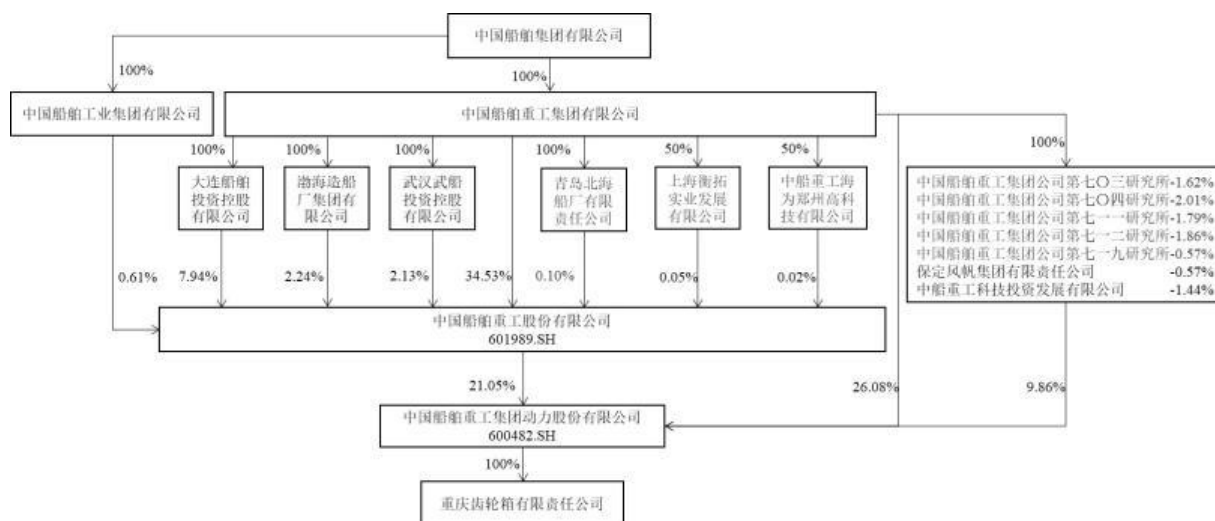 中国船舶集团有限公司
100%
100%
中国船舶工业集团有限公司
中国船舶重工集团有限公司
100%
100%
100%
100%
50%
50%
100%
大连船舶
投资控股
有限公司
渤海造船
厂集团有
限公司
武汉武船
投资控股
有限公司
青岛北海
船厂有限
责任公司
上海衡拓
实业发展
有限公司
中船重工海
为郑州高科
技有限公司
中国船舶重工集团公司第七〇三研究所-1.62%
中国船舶重工集团公司第七〇四研究所-2.01%
中国船舶重工集团公司第七一一研究所-1.79%
中国船舶重工集团公司第七一二研究所-1.86%
中国船舶重工集团公司第七一九研究所-0.57%
保定风帆集团有限责任公司 -0.57%
中船重工科技投资发展有限公司 -1.44%
0.61%
7.94%
2.24%
2.13%
34.53%
0.10%
0.05%
0.02%
中国船舶重工股份有限公司
601989.SH
21.05%
26.08%
9.86%
中国船舶重工集团动力股份有限公司
600482.SH
100%
重庆齿轮箱有限责任公司